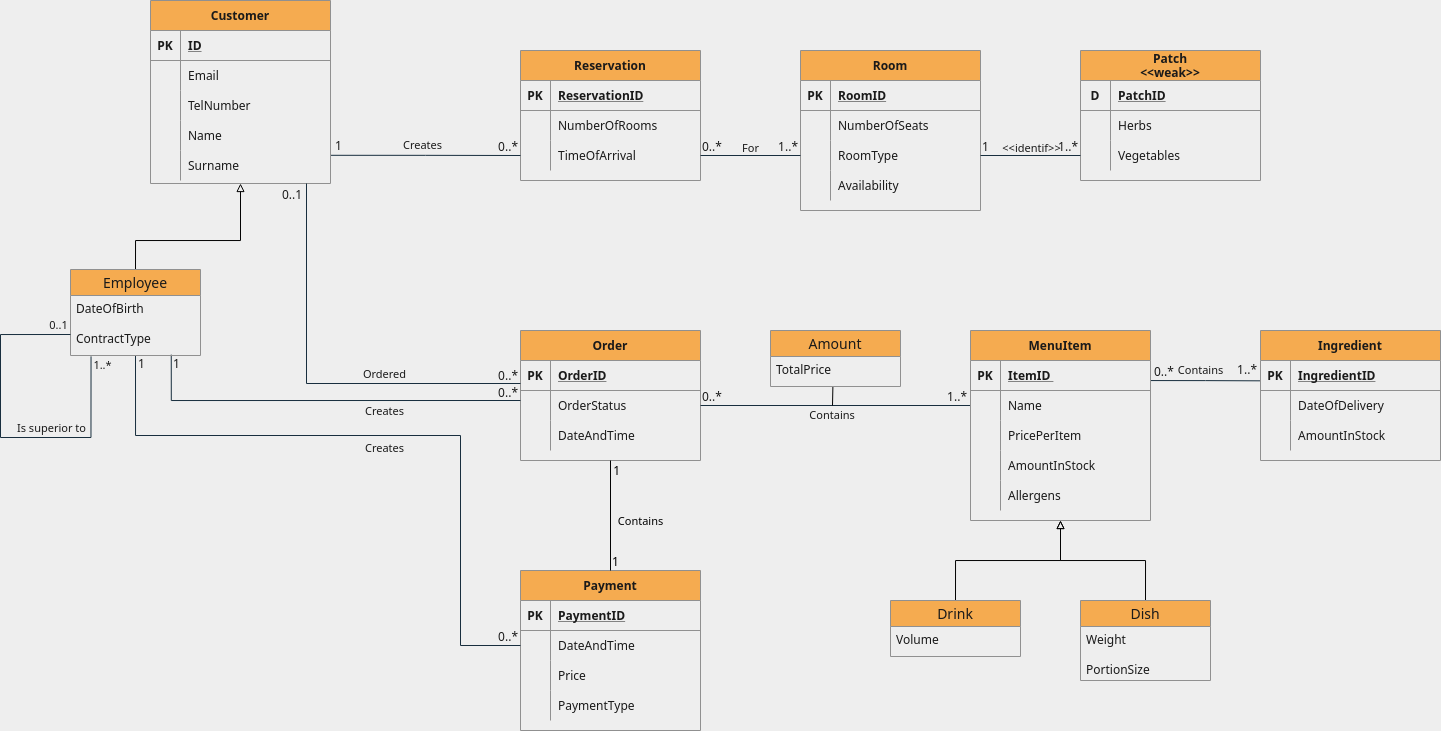 Customer
PK ID
Email
TelNumber
Name
Surname
Reservation
PK ReservationID
NumberOfRooms
TimeOfArrival
Room
PK RoomID
NumberOfSeats
RoomType
Availability
Patch
<<weak>>
D PatchID
Herbs
Vegetables
1 Creates 0..*
0..* For 1..*
1 <<identif>> 1..*
0..1
Employee
DateOfBirth
ContractType
0..1
1..* 1 1
Is superior to
Ordered 0..*
0..*
Creates
Creates
0..*
Order
PK OrderID
OrderStatus
DateAndTime
Amount
TotalPrice
0..* 1..*
Contains
MenuItem
PK ItemID
Name
PricePerItem
AmountInStock
Allergens
0..* Contains 1..*
Ingredient
PK IngredientID
DateOfDelivery
AmountInStock
1
Contains
1
Payment
PK PaymentID
DateAndTime
Price
PaymentType
Drink
Volume
Dish
Weight
PortionSize